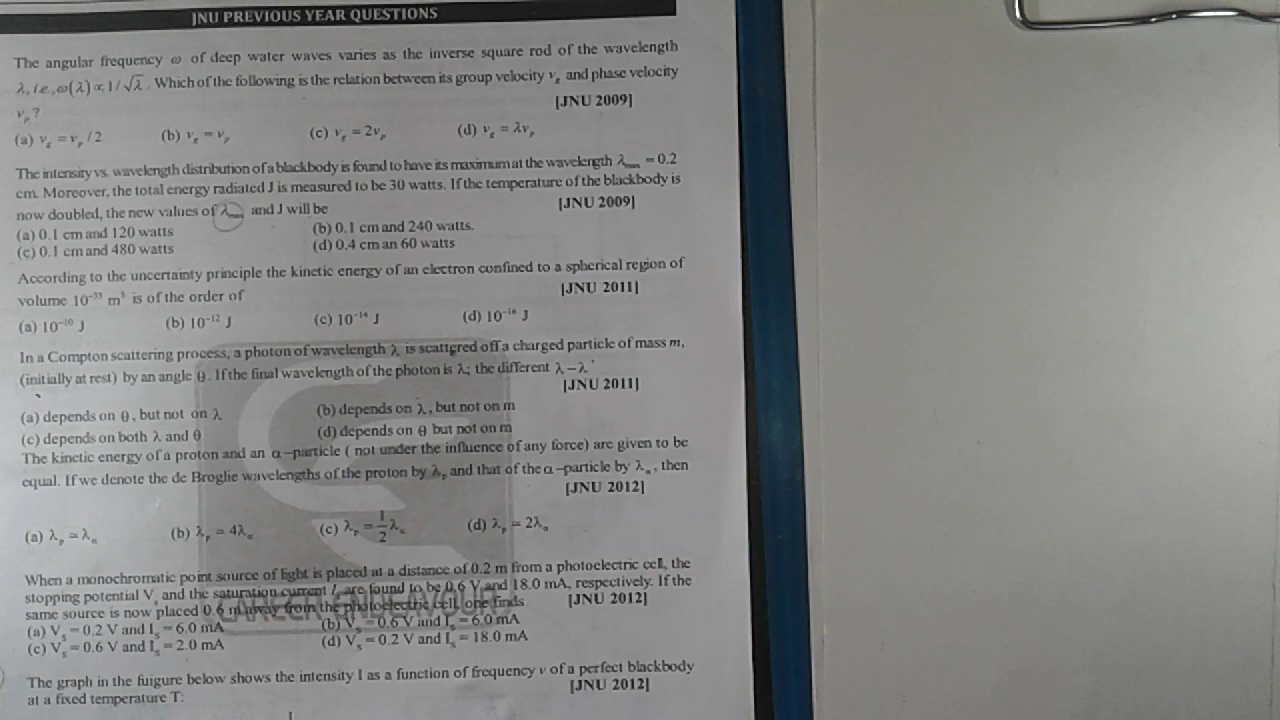 JNU PREVIOUS YEAR QUESTIONS
The angular frequency ω of deep water waves varies as the inverse square rod of the wavelength
λ, i.e., ω(λ) ∝ 1/√λ. Which of the following is the relation between its group velocity v_g and phase velocity
v_p?
[JNU 2009]
(a) v_g = v_p/2 (b) v_g = v_p (c) v_g = 2v_p (d) v_g = λv_p
The intensity vs. wavelength distribution of a blackbody is found to have its maximum at the wavelength λ = 0.2
cm. Moreover, the total energy radiated J is measured to be 30 watts. If the temperature of the blackbody is
now doubled, the new values of λ and J will be [JNU 2009]
(a) 0.1 cm and 120 watts (b) 0.1 cm and 240 watts.
(c) 0.1 cm and 480 watts (d) 0.4 cm an 60 watts
According to the uncertainty principle the kinetic energy of an electron confined to a spherical region of
volume m³ is of the order of [JNU 2011]
(a) 10⁻¹⁰ J (b) 10⁻¹² J (c) 10⁻¹⁴ J (d) 10⁻¹⁶ J
In a Compton scattering process, a photon of wavelength λ is scattered off a charged particle of mass m,
(initially at rest) by an angle θ. If the final wavelength of the photon is λ; the different λ – λ'
[JNU 2011]
(a) depends on θ, but not on λ (b) depends on λ, but not on m
(c) depends on both λ and θ (d) depends on θ but not on m
The kinetic energy of a proton and an α–particle ( not under the influence of any force) are given to be
equal. If we denote the de Broglie wavelengths of the proton by λ_p and that of the α–particle by λ_α, then
[JNU 2012]
(a) λ_p = λ_α (b) λ_p = 4λ_α (c) λ_p = 1/2 λ_α (d) λ_p = 2λ_α
When a monochromatic point source of light is placed at a distance of 0.2 m from a photoelectric cell, the
stopping potential V_s and the saturation current I_s are found to be 0.6 V and 18.0 mA, respectively. If the
same source is now placed 0.6 m away from the photoelectric cell, one finds [JNU 2012]
(a) V_s = 0.2 V and I_s = 6.0 mA (b) V_s = 0.6 V and I_s = 6.0 mA
(c) V_s = 0.6 V and I_s = 2.0 mA (d) V_s = 0.2 V and I_s = 18.0 mA
CAREER ENDEAVOUR
The graph in the fuigure below shows the intensity I as a function of frequency ν of a perfect blackbody
at a fixed temperature T: [JNU 2012]